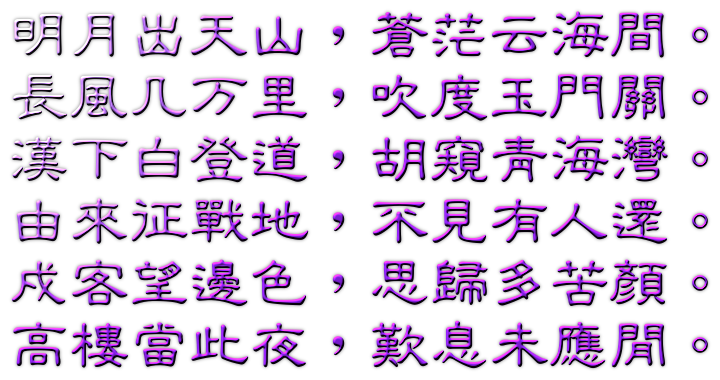 明月出天山，蒼茫云海間。
長風几万里，吹度玉門關。
漢下白登道，胡窺青海灣。
由來征戰地，不見有人還。
戍客望邊色，思歸多苦顏。
高樓當此夜，歎息未應閒。